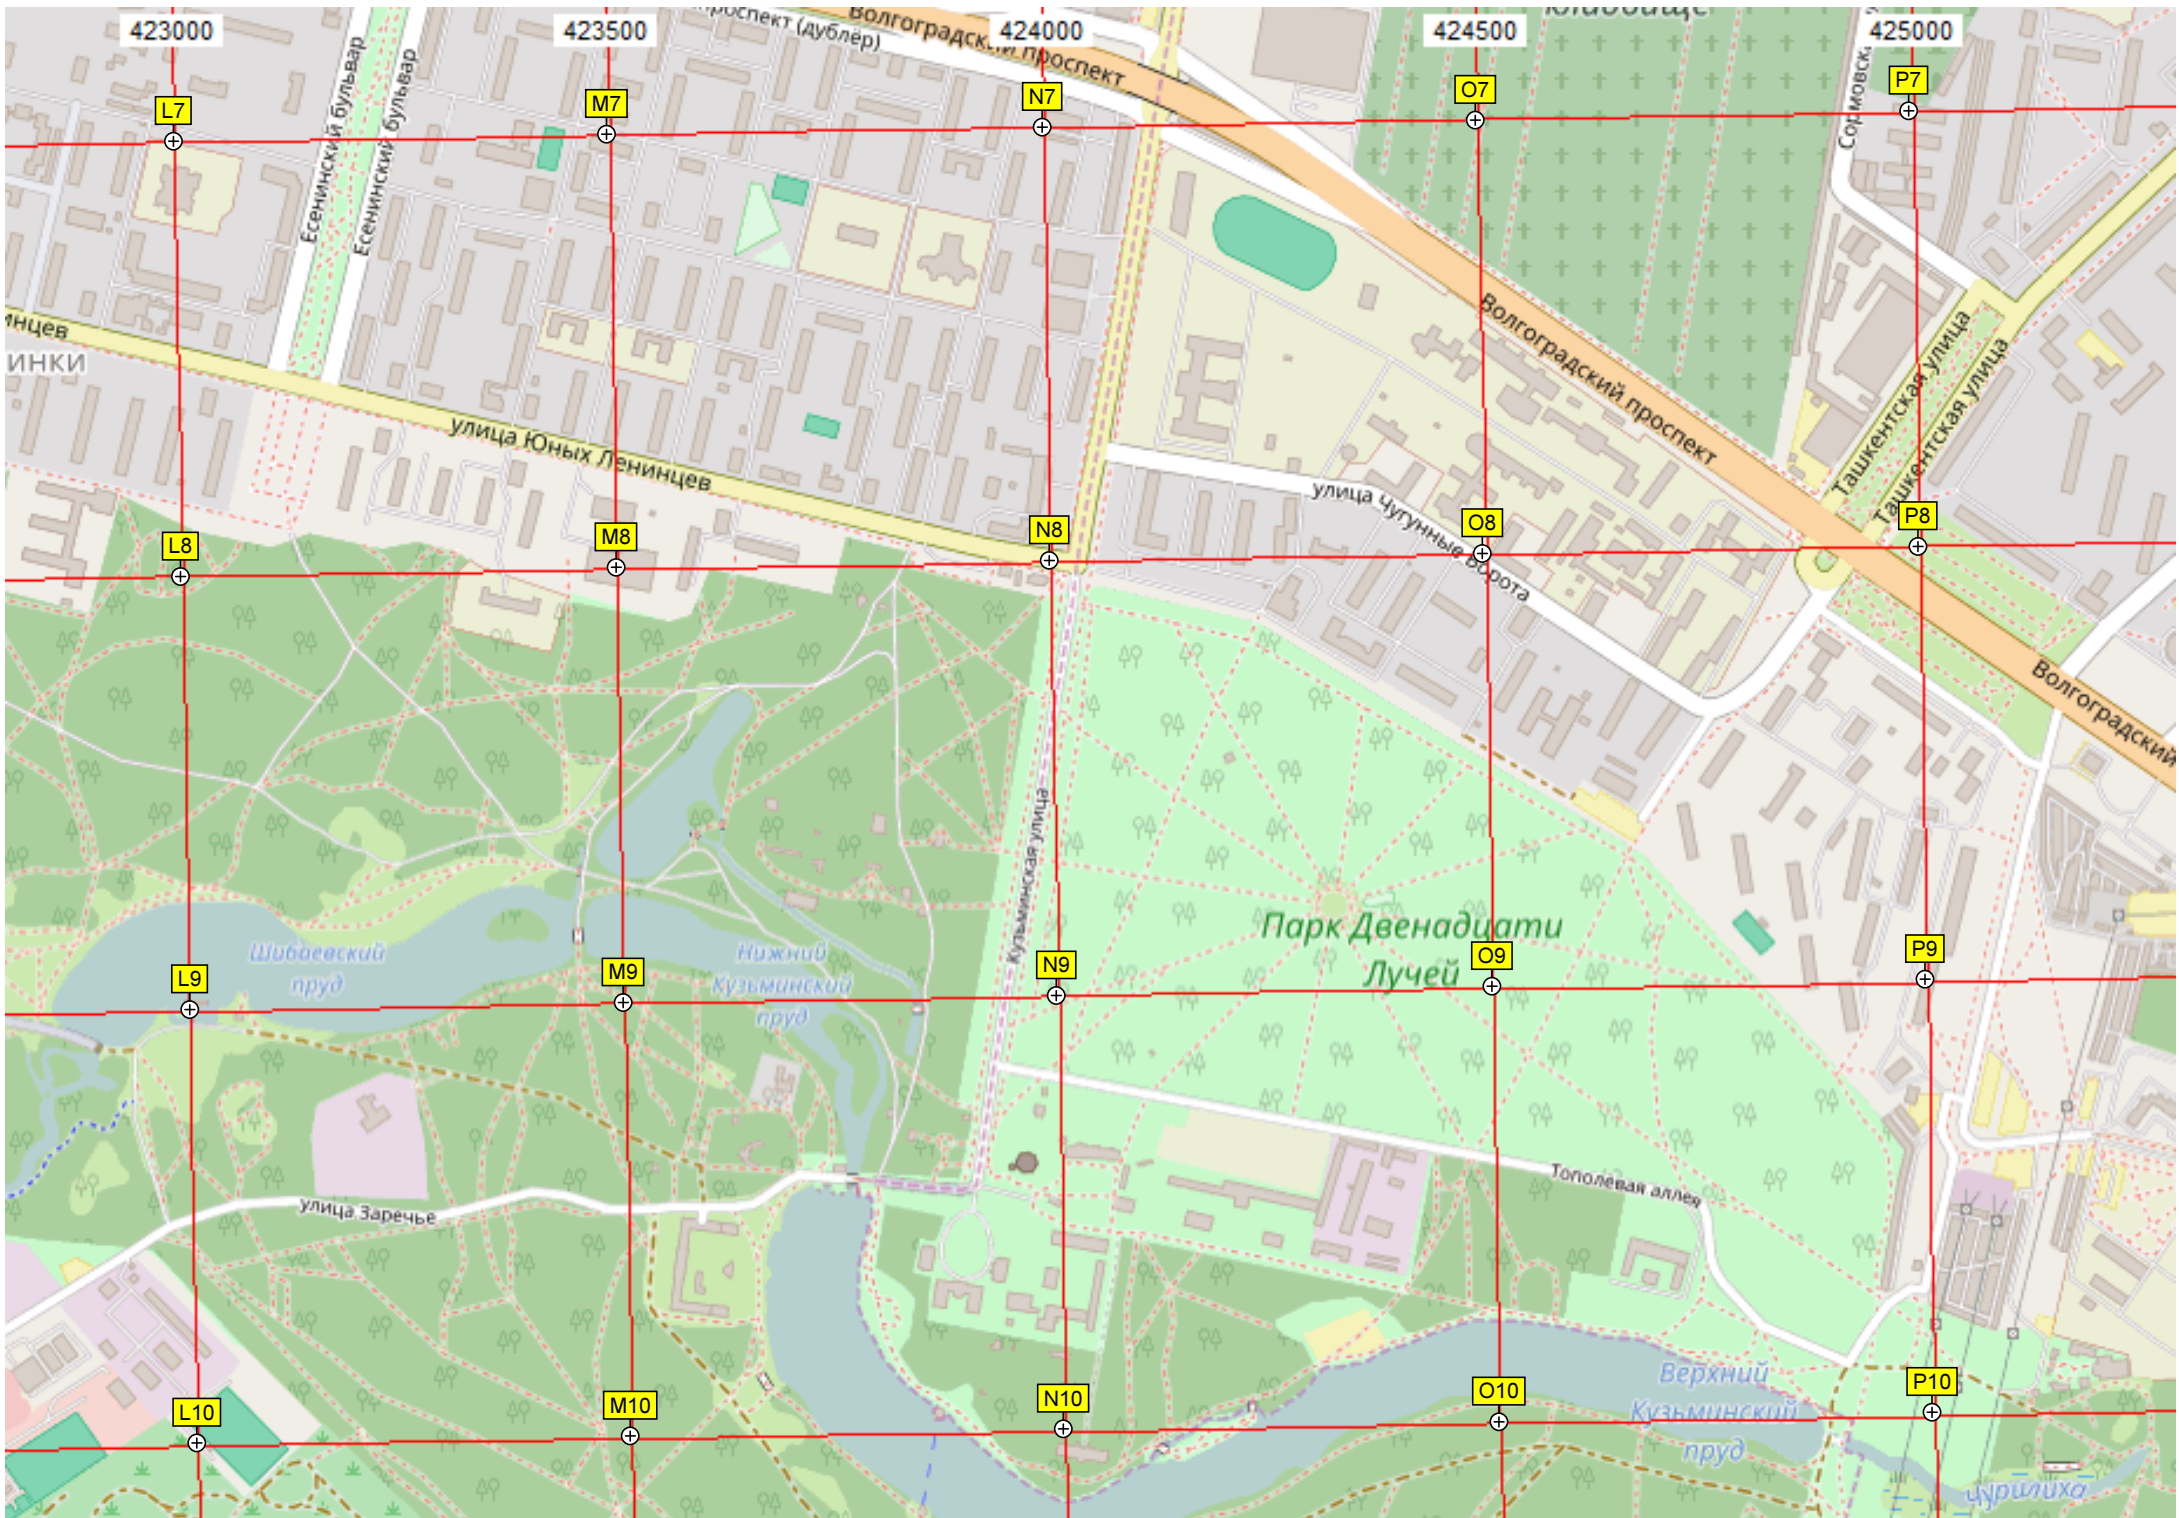 423000
423500
424000
424500
425000
проспект (дублёр)
Волгоградский проспект
Кладбище
Сормовск
L7
M7
N7
O7
P7
Есенинский бульвар
Есенинский бульвар
инцев
инки
улица Юных Ленинцев
Волгоградский проспект
Ташкентская улица
Ташкентская улица
улица Чугунные Ворота
L8
M8
N8
O8
P8
Волгоградский
Кузьминская улица
Парк Двенадцати
Лучей
Шибаевский
пруд
Нижний
Кузьминский
пруд
L9
M9
N9
O9
P9
Тополёвая аллея
улица Заречье
Верхний
Кузьминский
пруд
L10
M10
N10
O10
P10
Чурилиха